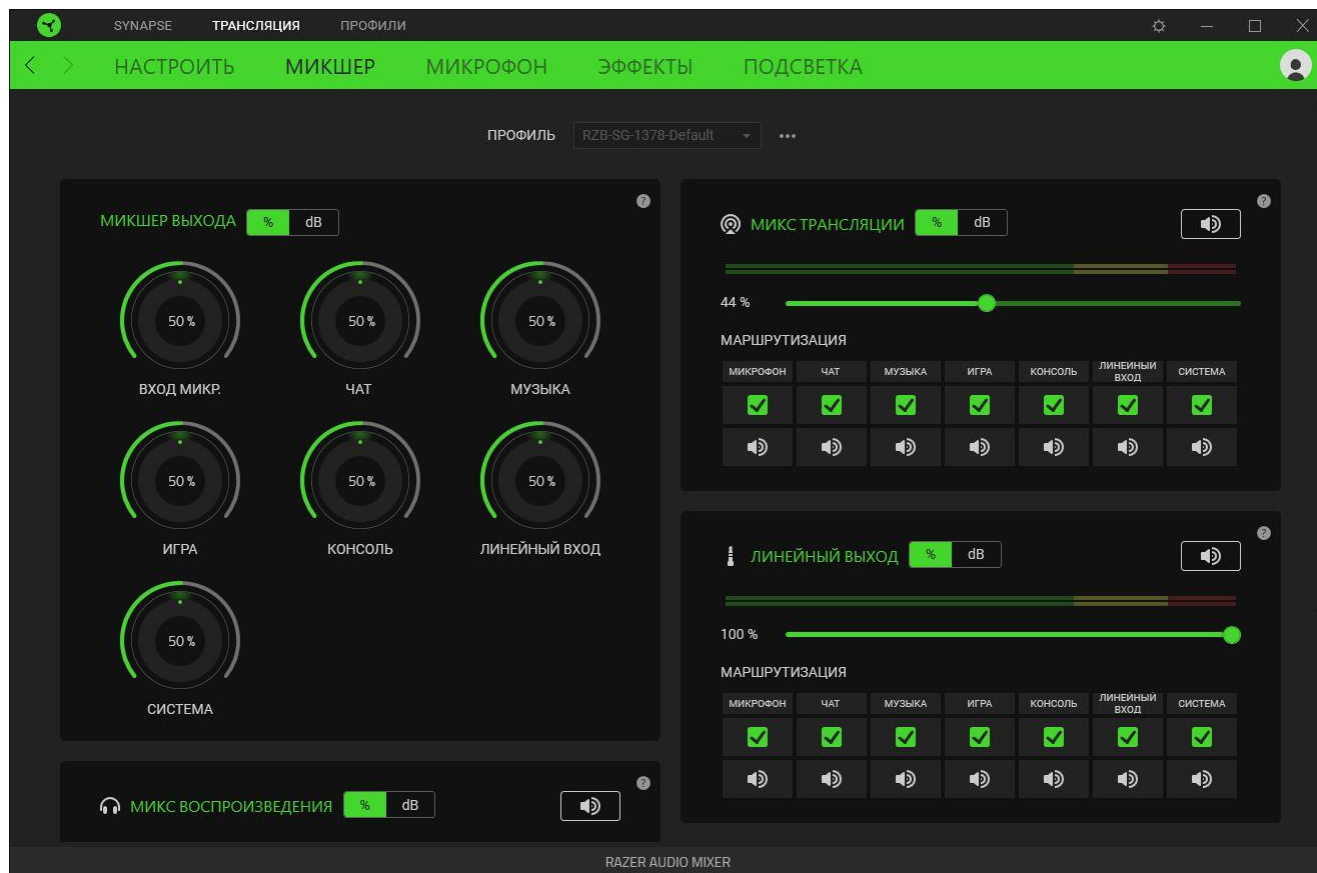 SYNAPSE ТРАНСЛЯЦИЯ ПРОФИЛИ
НАСТРОИТЬ МИКШЕР МИКРОФОН ЭФФЕКТЫ ПОДСВЕТКА
ПРОФИЛЬ RZB-SG-1378-Default •••
МИКШЕР ВЫХОДА % dB
?
50 % 50 % 50 %
ВХОД МИКР. ЧАТ МУЗЫКА
50 % 50 % 50 %
ИГРА КОНСОЛЬ ЛИНЕЙНЫЙ ВХОД
50 %
СИСТЕМА
МИКС ВОСПРОИЗВЕДЕНИЯ % dB
?
МИКС ТРАНСЛЯЦИИ % dB
?
44 %
МАРШРУТИЗАЦИЯ
МИКРОФОН ЧАТ МУЗЫКА ИГРА КОНСОЛЬ ЛИНЕЙНЫЙ ВХОД СИСТЕМА
ЛИНЕЙНЫЙ ВЫХОД % dB
?
100 %
МАРШРУТИЗАЦИЯ
МИКРОФОН ЧАТ МУЗЫКА ИГРА КОНСОЛЬ ЛИНЕЙНЫЙ ВХОД СИСТЕМА
RAZER AUDIO MIXER